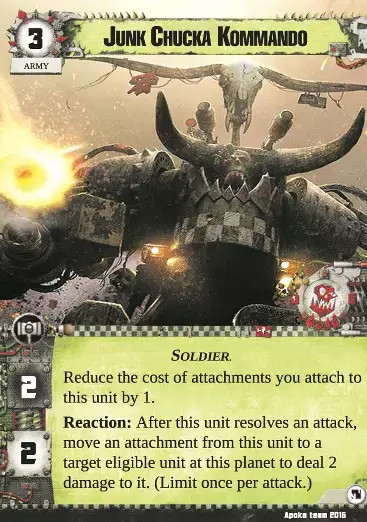 3
JUNK CHUCKA KOMMANDO
ARMY
SOLDIER.
2
Reduce the cost of attachments you attach to
this unit by 1.
2
Reaction: After this unit resolves an attack,
move an attachment from this unit to a
target eligible unit at this planet to deal 2
damage to it. (Limit once per attack.)
Apoka team 2016